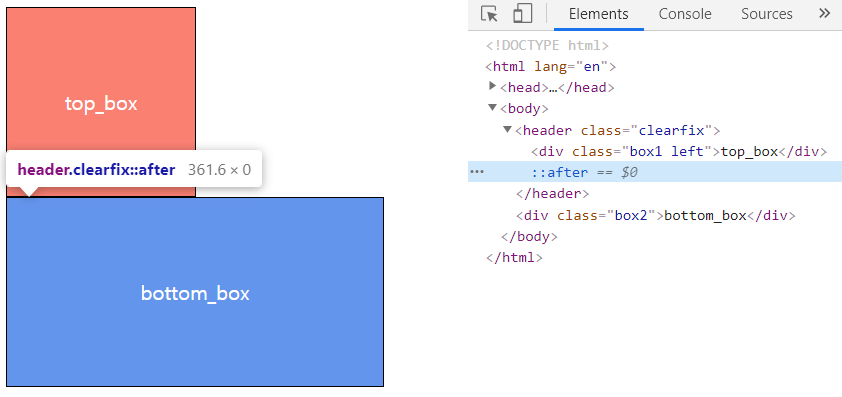 top_box
header.clearfix::after 361.6 × 0
bottom_box
Elements Console Sources »
<!DOCTYPE html>
<html lang="en">
<head>…</head>
<body>
<header class="clearfix">
<div class="box1 left">top_box</div>
··· ::after == $0
</header>
<div class="box2">bottom_box</div>
</body>
</html>